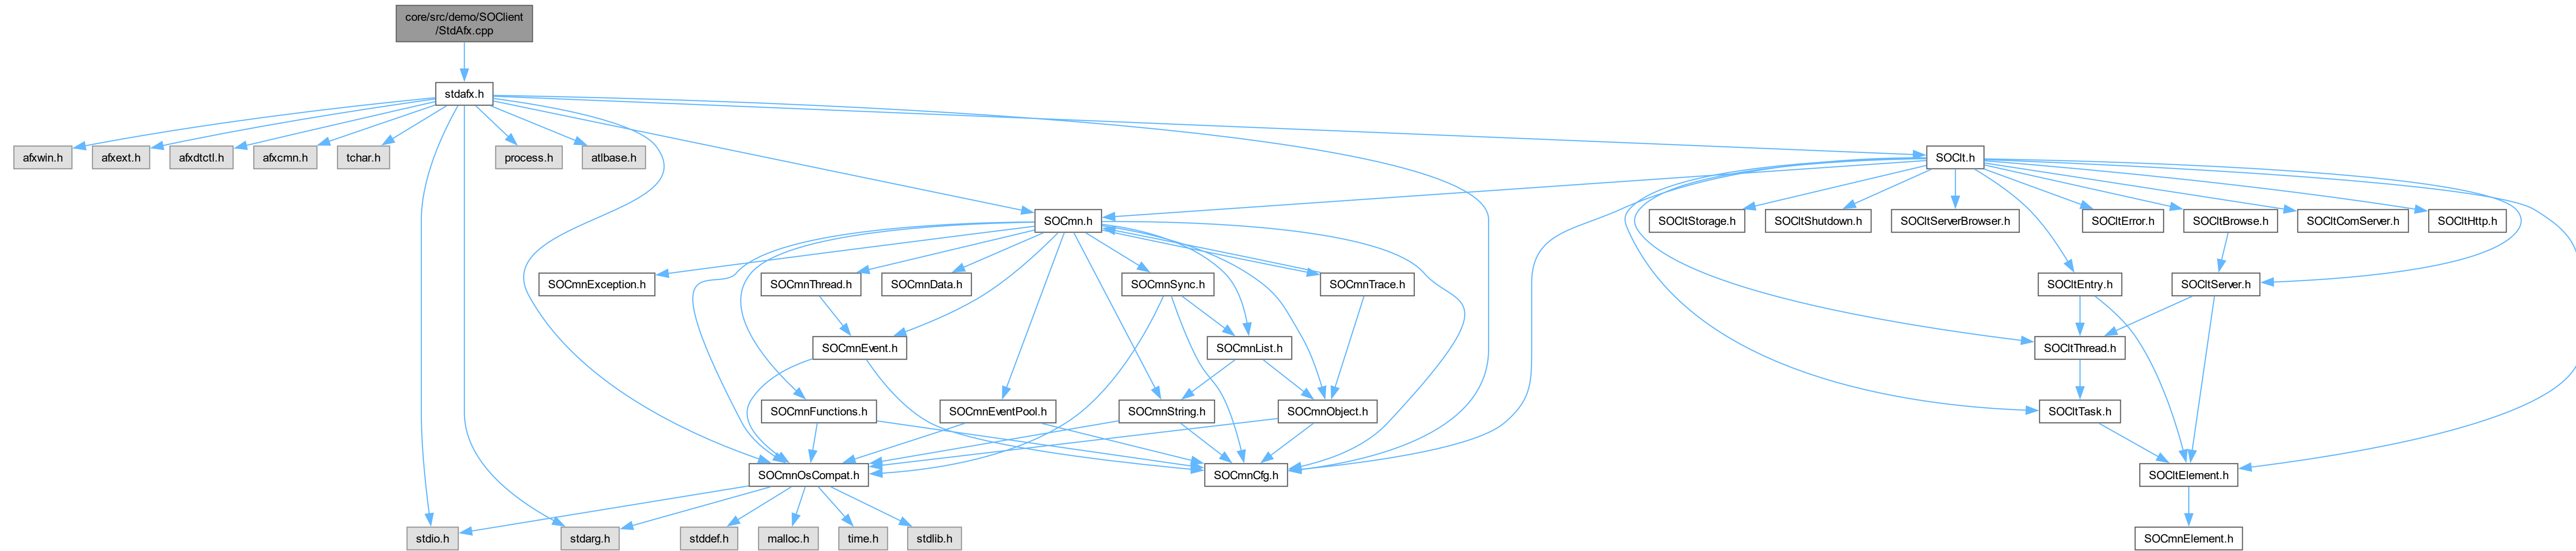 core/src/demo/SOClient
/StdAfx.cpp
stdafx.h
afxwin.h
afxext.h
afxdtctl.h
afxcmn.h
tchar.h
process.h
atlbase.h
SOClt.h
SOCmn.h
SOCltStorage.h
SOCltShutdown.h
SOCltServerBrowser.h
SOCltError.h
SOCltBrowse.h
SOCltComServer.h
SOCltHttp.h
SOCmnException.h
SOCmnThread.h
SOCmnData.h
SOCmnSync.h
SOCmnTrace.h
SOCltEntry.h
SOCltServer.h
SOCmnEvent.h
SOCmnList.h
SOCltThread.h
SOCmnFunctions.h
SOCmnEventPool.h
SOCmnString.h
SOCmnObject.h
SOCltTask.h
SOCmnOsCompat.h
SOCmnCfg.h
SOCltElement.h
stdio.h
stdarg.h
stddef.h
malloc.h
time.h
stdlib.h
SOCmnElement.h